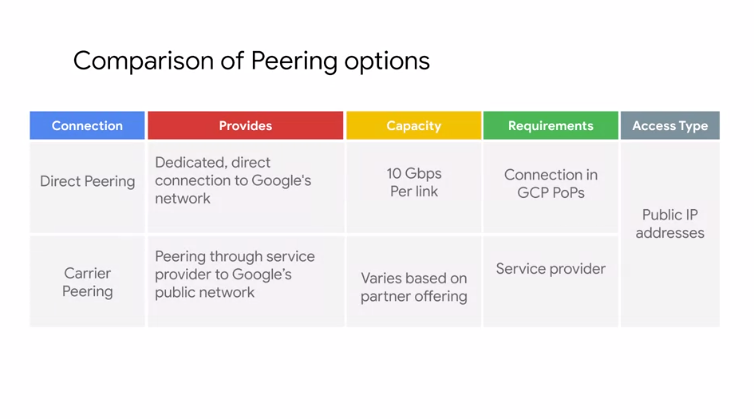 Comparison of Peering options
Connection
Provides
Capacity
Requirements
Access Type
Direct Peering
Dedicated, direct
connection to Google's
network
10 Gbps
Per link
Connection in
GCP PoPs
Public IP
addresses
Carrier
Peering
Peering through service
provider to Google's
public network
Varies based on
partner offering
Service provider